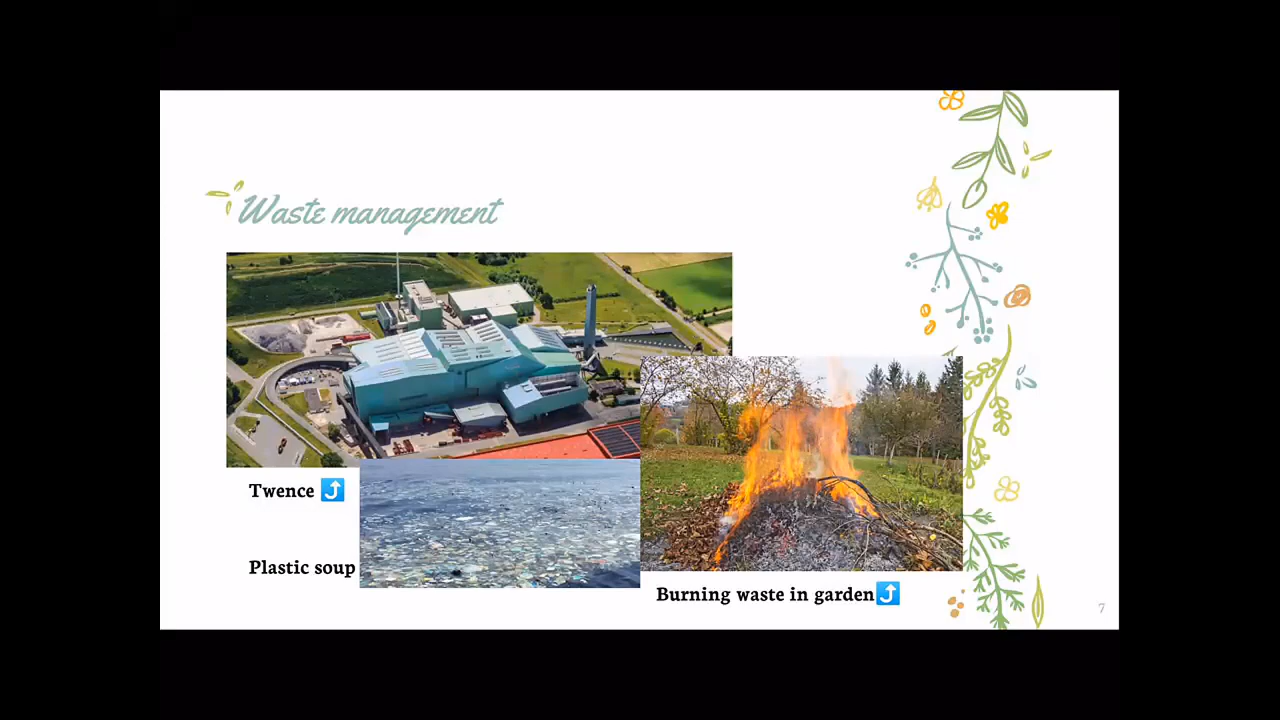 Waste management
Twence ⤴
Plastic soup
Burning waste in garden⤴
7